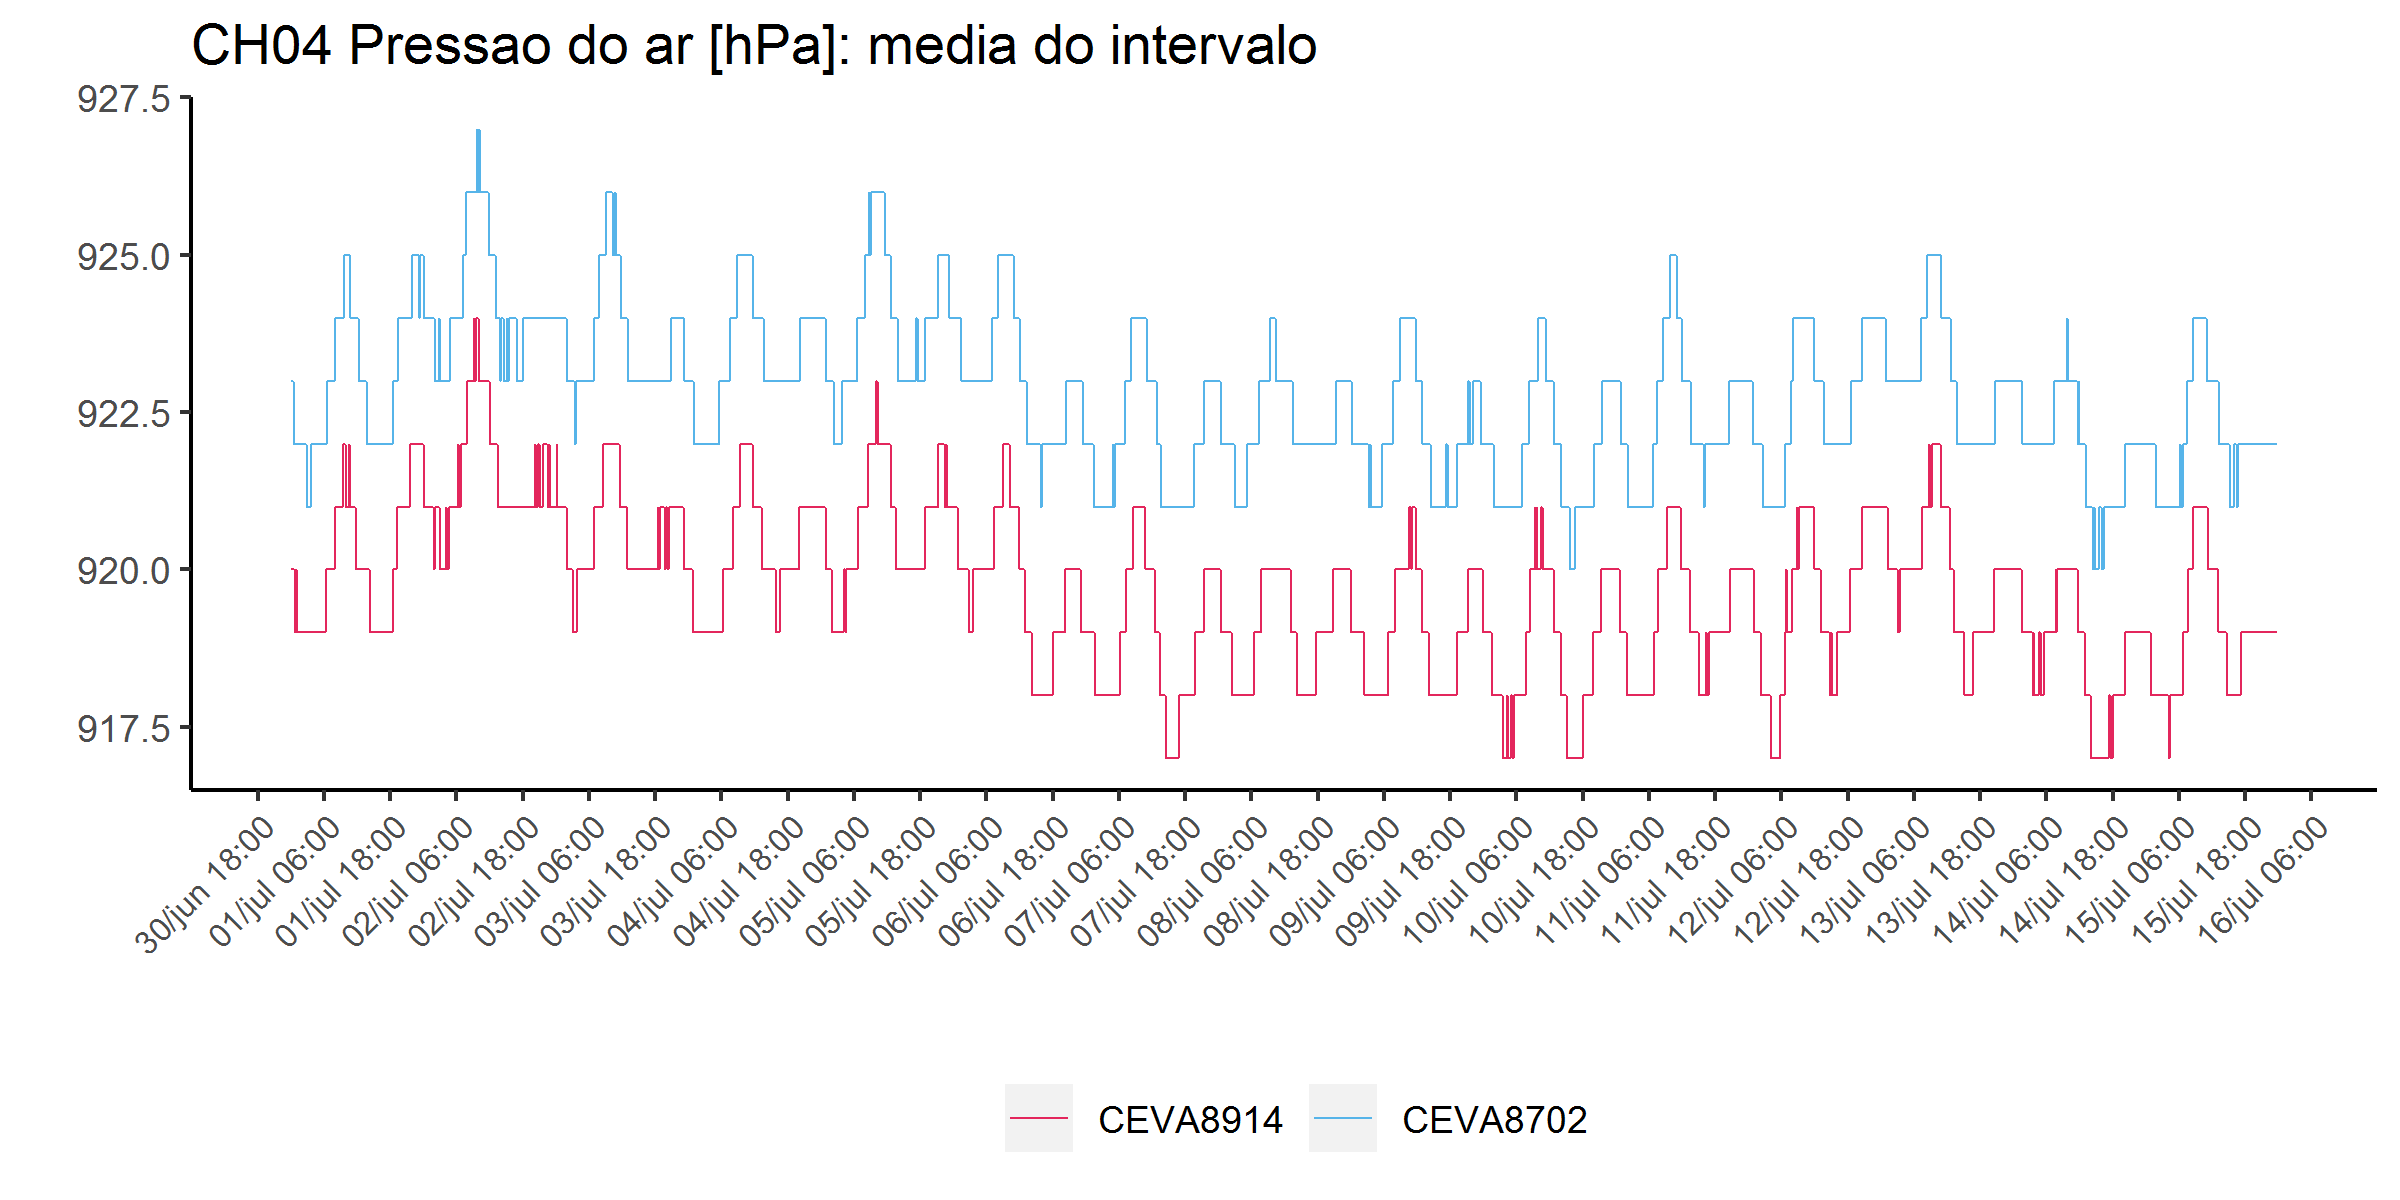 CH04 Pressao do ar [hPa]: media do intervalo
927.5
925.0
922.5
920.0
917.5
30/jun 18:00
01/jul 06:00
01/jul 18:00
02/jul 06:00
02/jul 18:00
03/jul 06:00
03/jul 18:00
04/jul 06:00
04/jul 18:00
05/jul 06:00
05/jul 18:00
06/jul 06:00
06/jul 18:00
07/jul 06:00
07/jul 18:00
08/jul 06:00
08/jul 18:00
09/jul 06:00
09/jul 18:00
10/jul 06:00
10/jul 18:00
11/jul 06:00
11/jul 18:00
12/jul 06:00
12/jul 18:00
13/jul 06:00
13/jul 18:00
14/jul 06:00
14/jul 18:00
15/jul 06:00
15/jul 18:00
16/jul 06:00
CEVA8914 CEVA8702